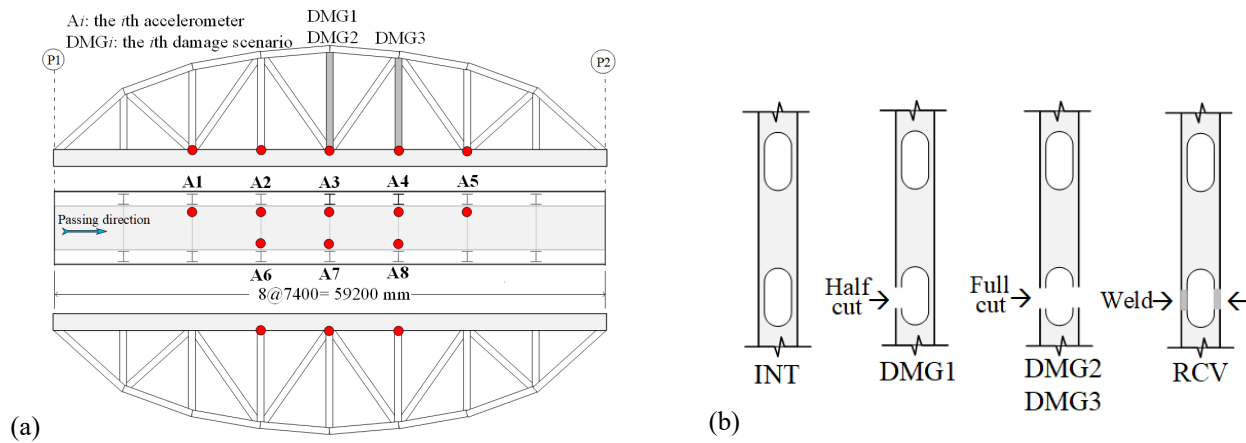 Ai: the ith accelerometer
DMGi: the ith damage scenario
DMG1
DMG2
DMG3
P1
P2
A1
A2
A3
A4
A5
Passing direction
A6
A7
A8
8@7400= 59200 mm
(a)
Half
cut
Full
cut
Weld
INT
DMG1
DMG2
DMG3
RCV
(b)